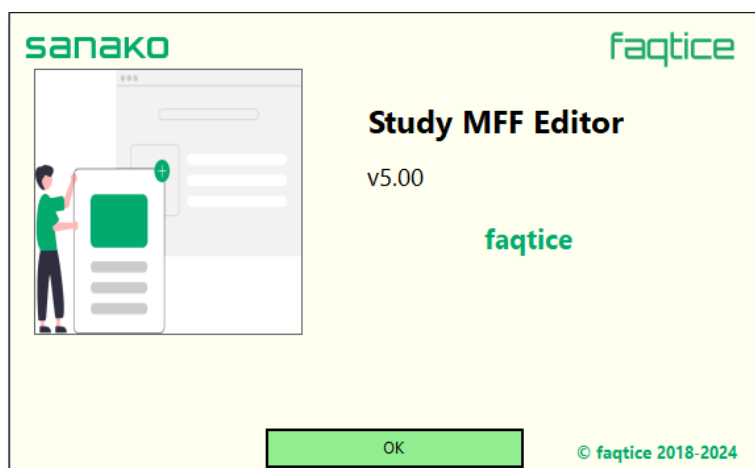 sanako
faqtice
Study MFF Editor
v5.00
faqtice
OK
© faqtice 2018-2024